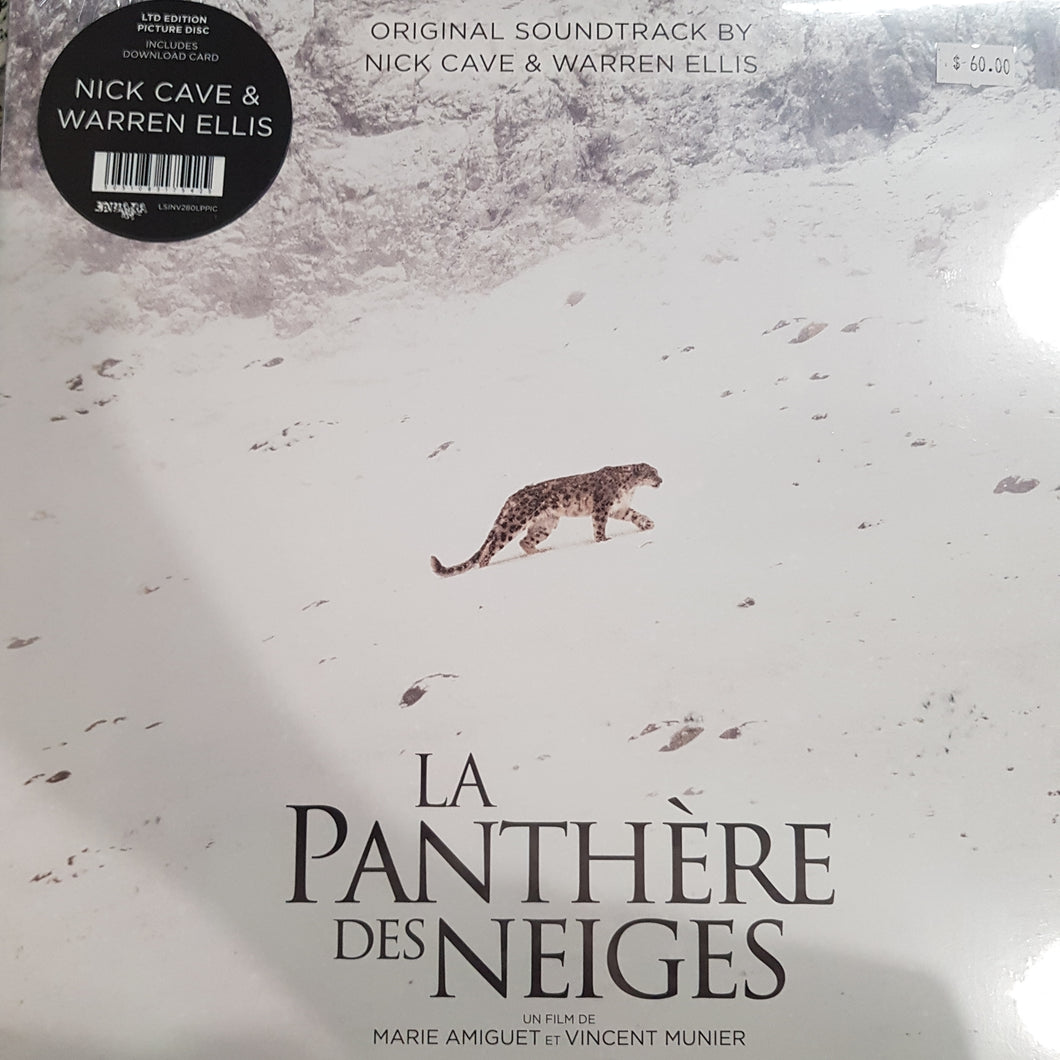 LTD EDITION
PICTURE DISC
INCLUDES
DOWNLOAD CARD
NICK CAVE &
WARREN ELLIS
LSINV280LPPIC
ORIGINAL SOUNDTRACK BY
NICK CAVE & WARREN ELLIS
$ 60.00
LA
PANTHÈRE
DES NEIGES
UN FILM DE
MARIE AMIGUET ET VINCENT MUNIER